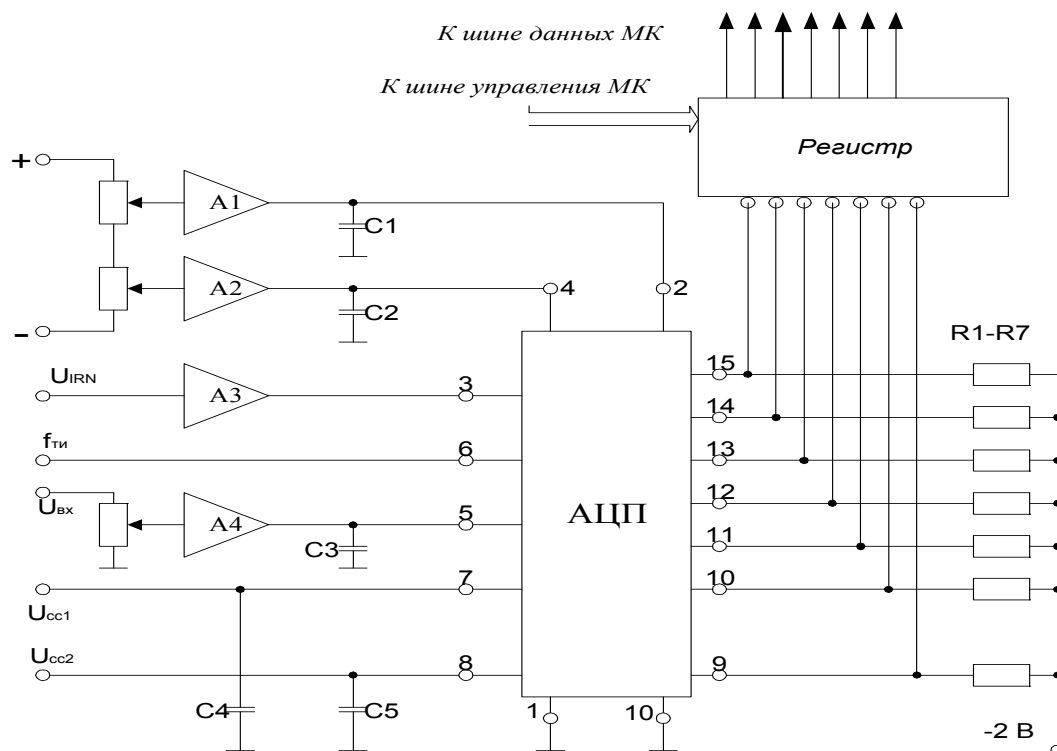 К шине данных МК
К шине управления МК
Регистр
+
A1
C1
A2
C2
-
4
2
R1-R7
UIRN
A3
3
15
14
fти
6
13
Uвх
A4
C3
5
АЦП
12
11
Ucc1
7
10
Ucc2
8
9
C4
C5
1
10
-2 В